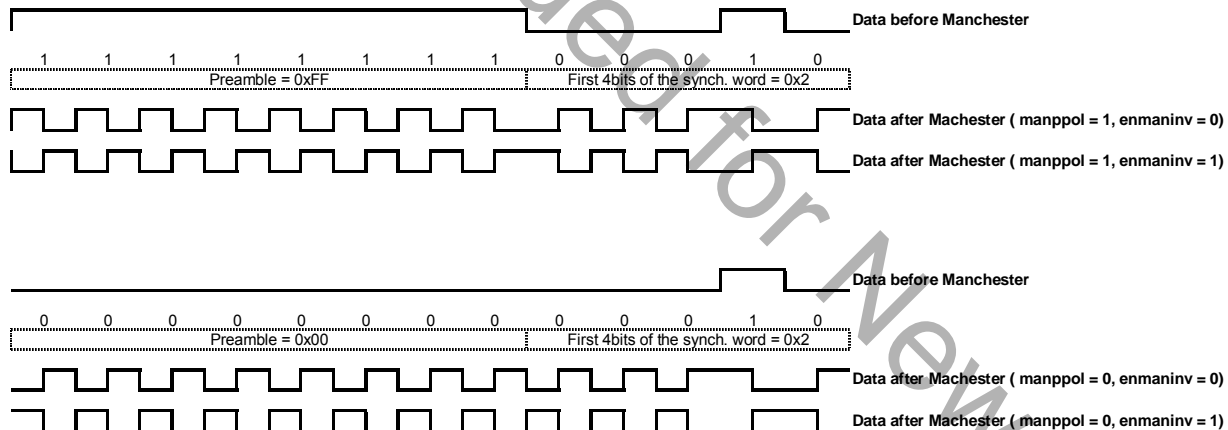 Data before Manchester
1 1 1 1 1 1 1 1 0 0 0 1 0
Preamble = 0xFF First 4bits of the synch. word = 0x2
Data after Machester ( manppol = 1, enmaninv = 0)
Data after Machester ( manppol = 1, enmaninv = 1)
Data before Manchester
0 0 0 0 0 0 0 0 0 0 0 1 0
Preamble = 0x00 First 4bits of the synch. word = 0x2
Data after Machester ( manppol = 0, enmaninv = 0)
Data after Machester ( manppol = 0, enmaninv = 1)
ded for New